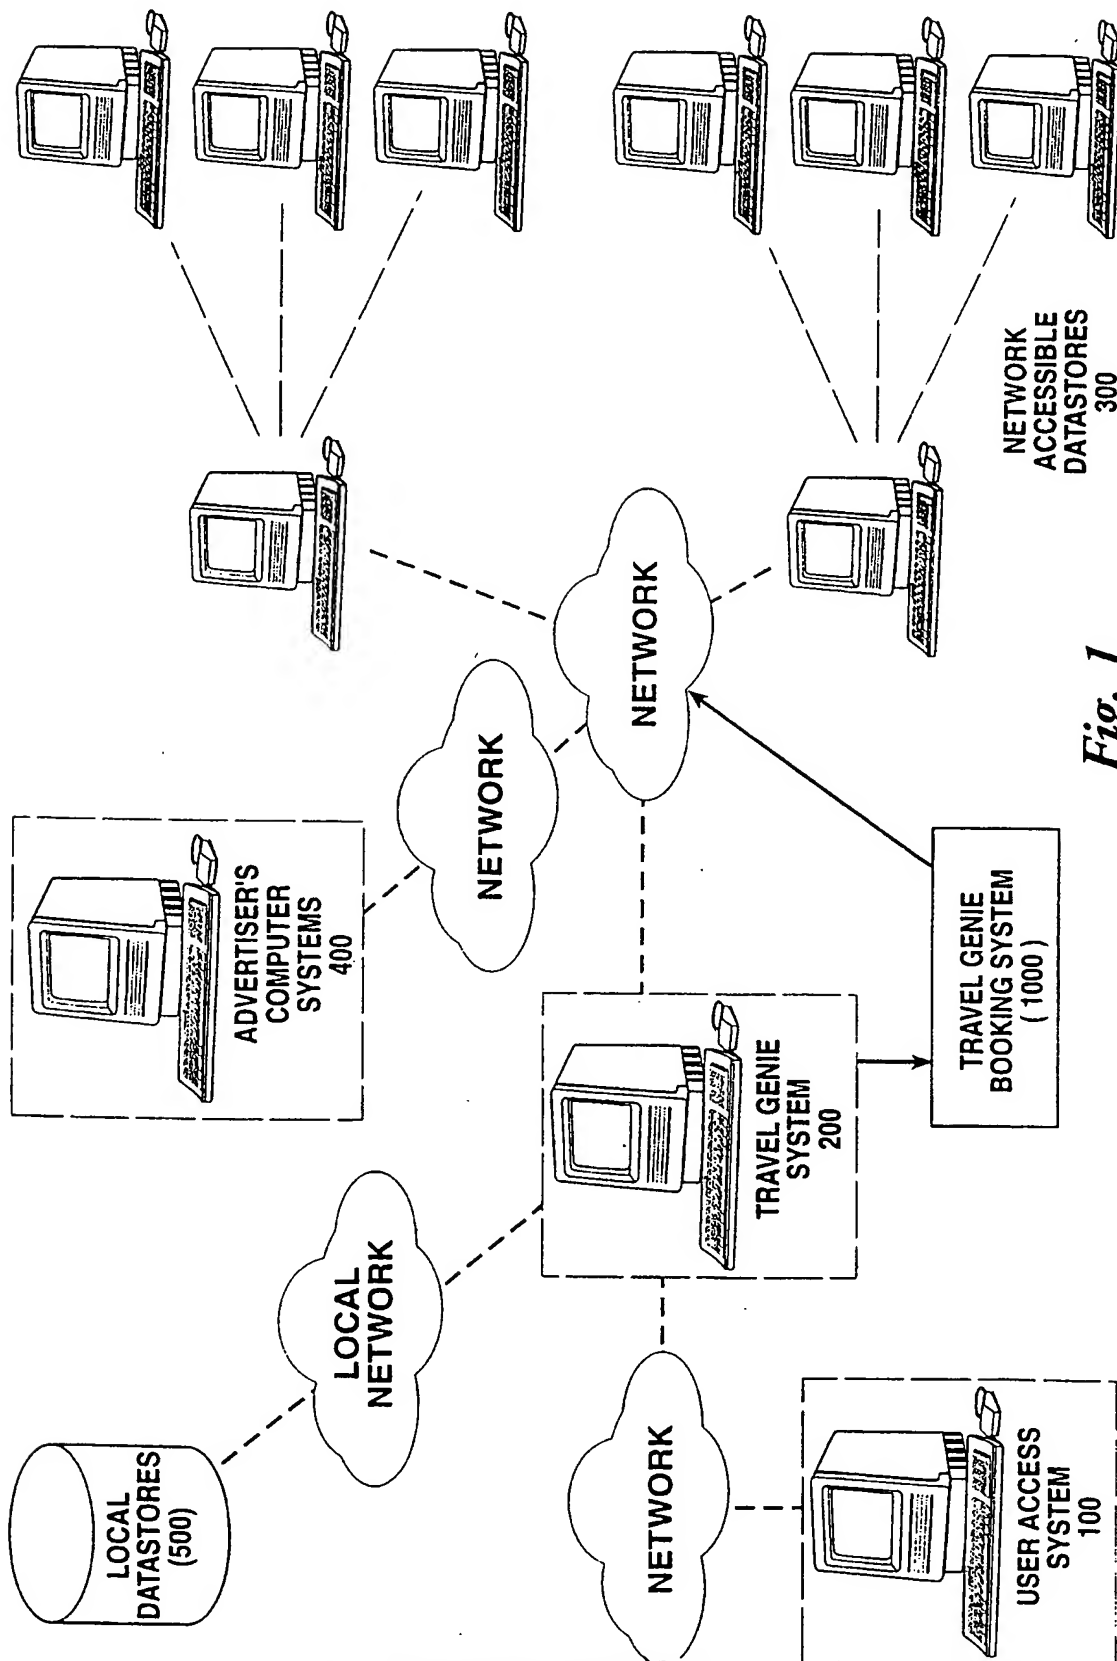 LOCAL
DATASTORES
(500)
LOCAL
NETWORK
ADVERTISER'S
COMPUTER
SYSTEMS
400
NETWORK
NETWORK
NETWORK
TRAVEL GENIE
SYSTEM
200
USER ACCESS
SYSTEM
100
TRAVEL GENIE
BOOKING SYSTEM
( 1000 )
NETWORK
ACCESSIBLE
DATASTORES
300
Fig. 1